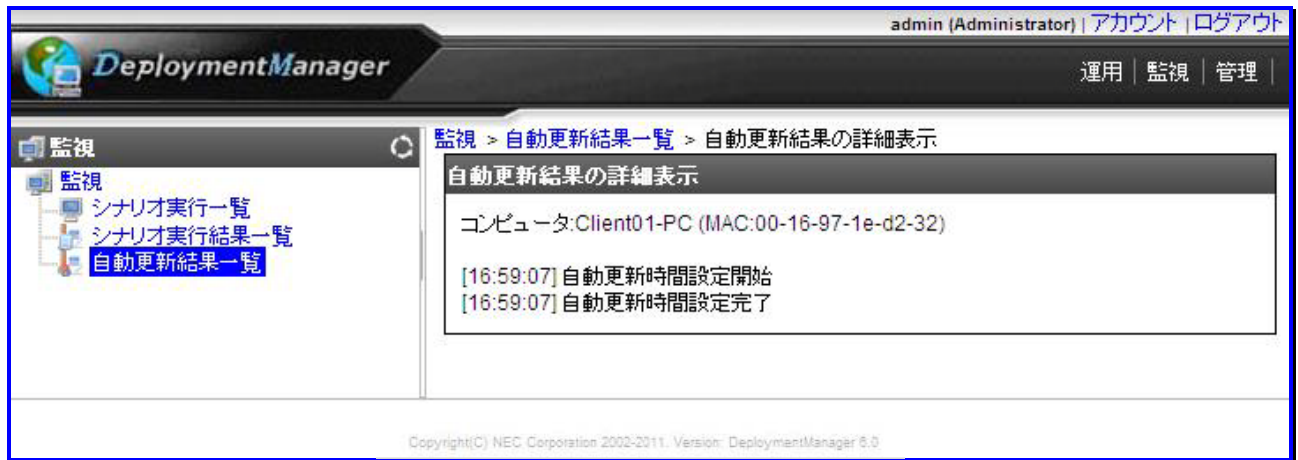 admin (Administrator) | アカウント | ログアウト
DeploymentManager
運用 | 監視 | 管理 |
監視
監視
シナリオ実行一覧
シナリオ実行結果一覧
自動更新結果一覧
監視 > 自動更新結果一覧 > 自動更新結果の詳細表示
自動更新結果の詳細表示
コンピュータ:Client01-PC (MAC:00-16-97-1e-d2-32)
[16:59:07] 自動更新時間設定開始
[16:59:07] 自動更新時間設定完了
Copyright(C) NEC Corporation 2002-2011. Version: DeploymentManager 6.0